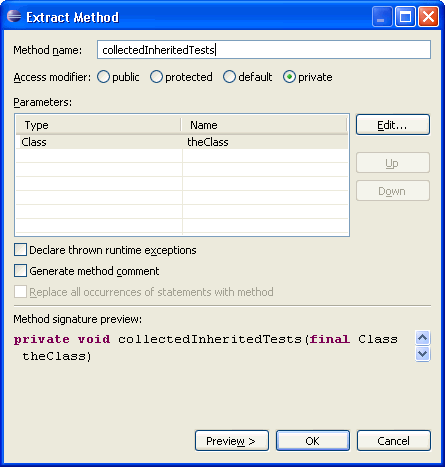 Extract Method
Method name: collectedInheritedTests
Access modifier: public protected default private
Parameters:
Type Name
Class theClass
Edit...
Up
Down
Declare thrown runtime exceptions
Generate method comment
Replace all occurrences of statements with method
Method signature preview:
private void collectedInheritedTests(final Class
theClass)
Preview > OK Cancel